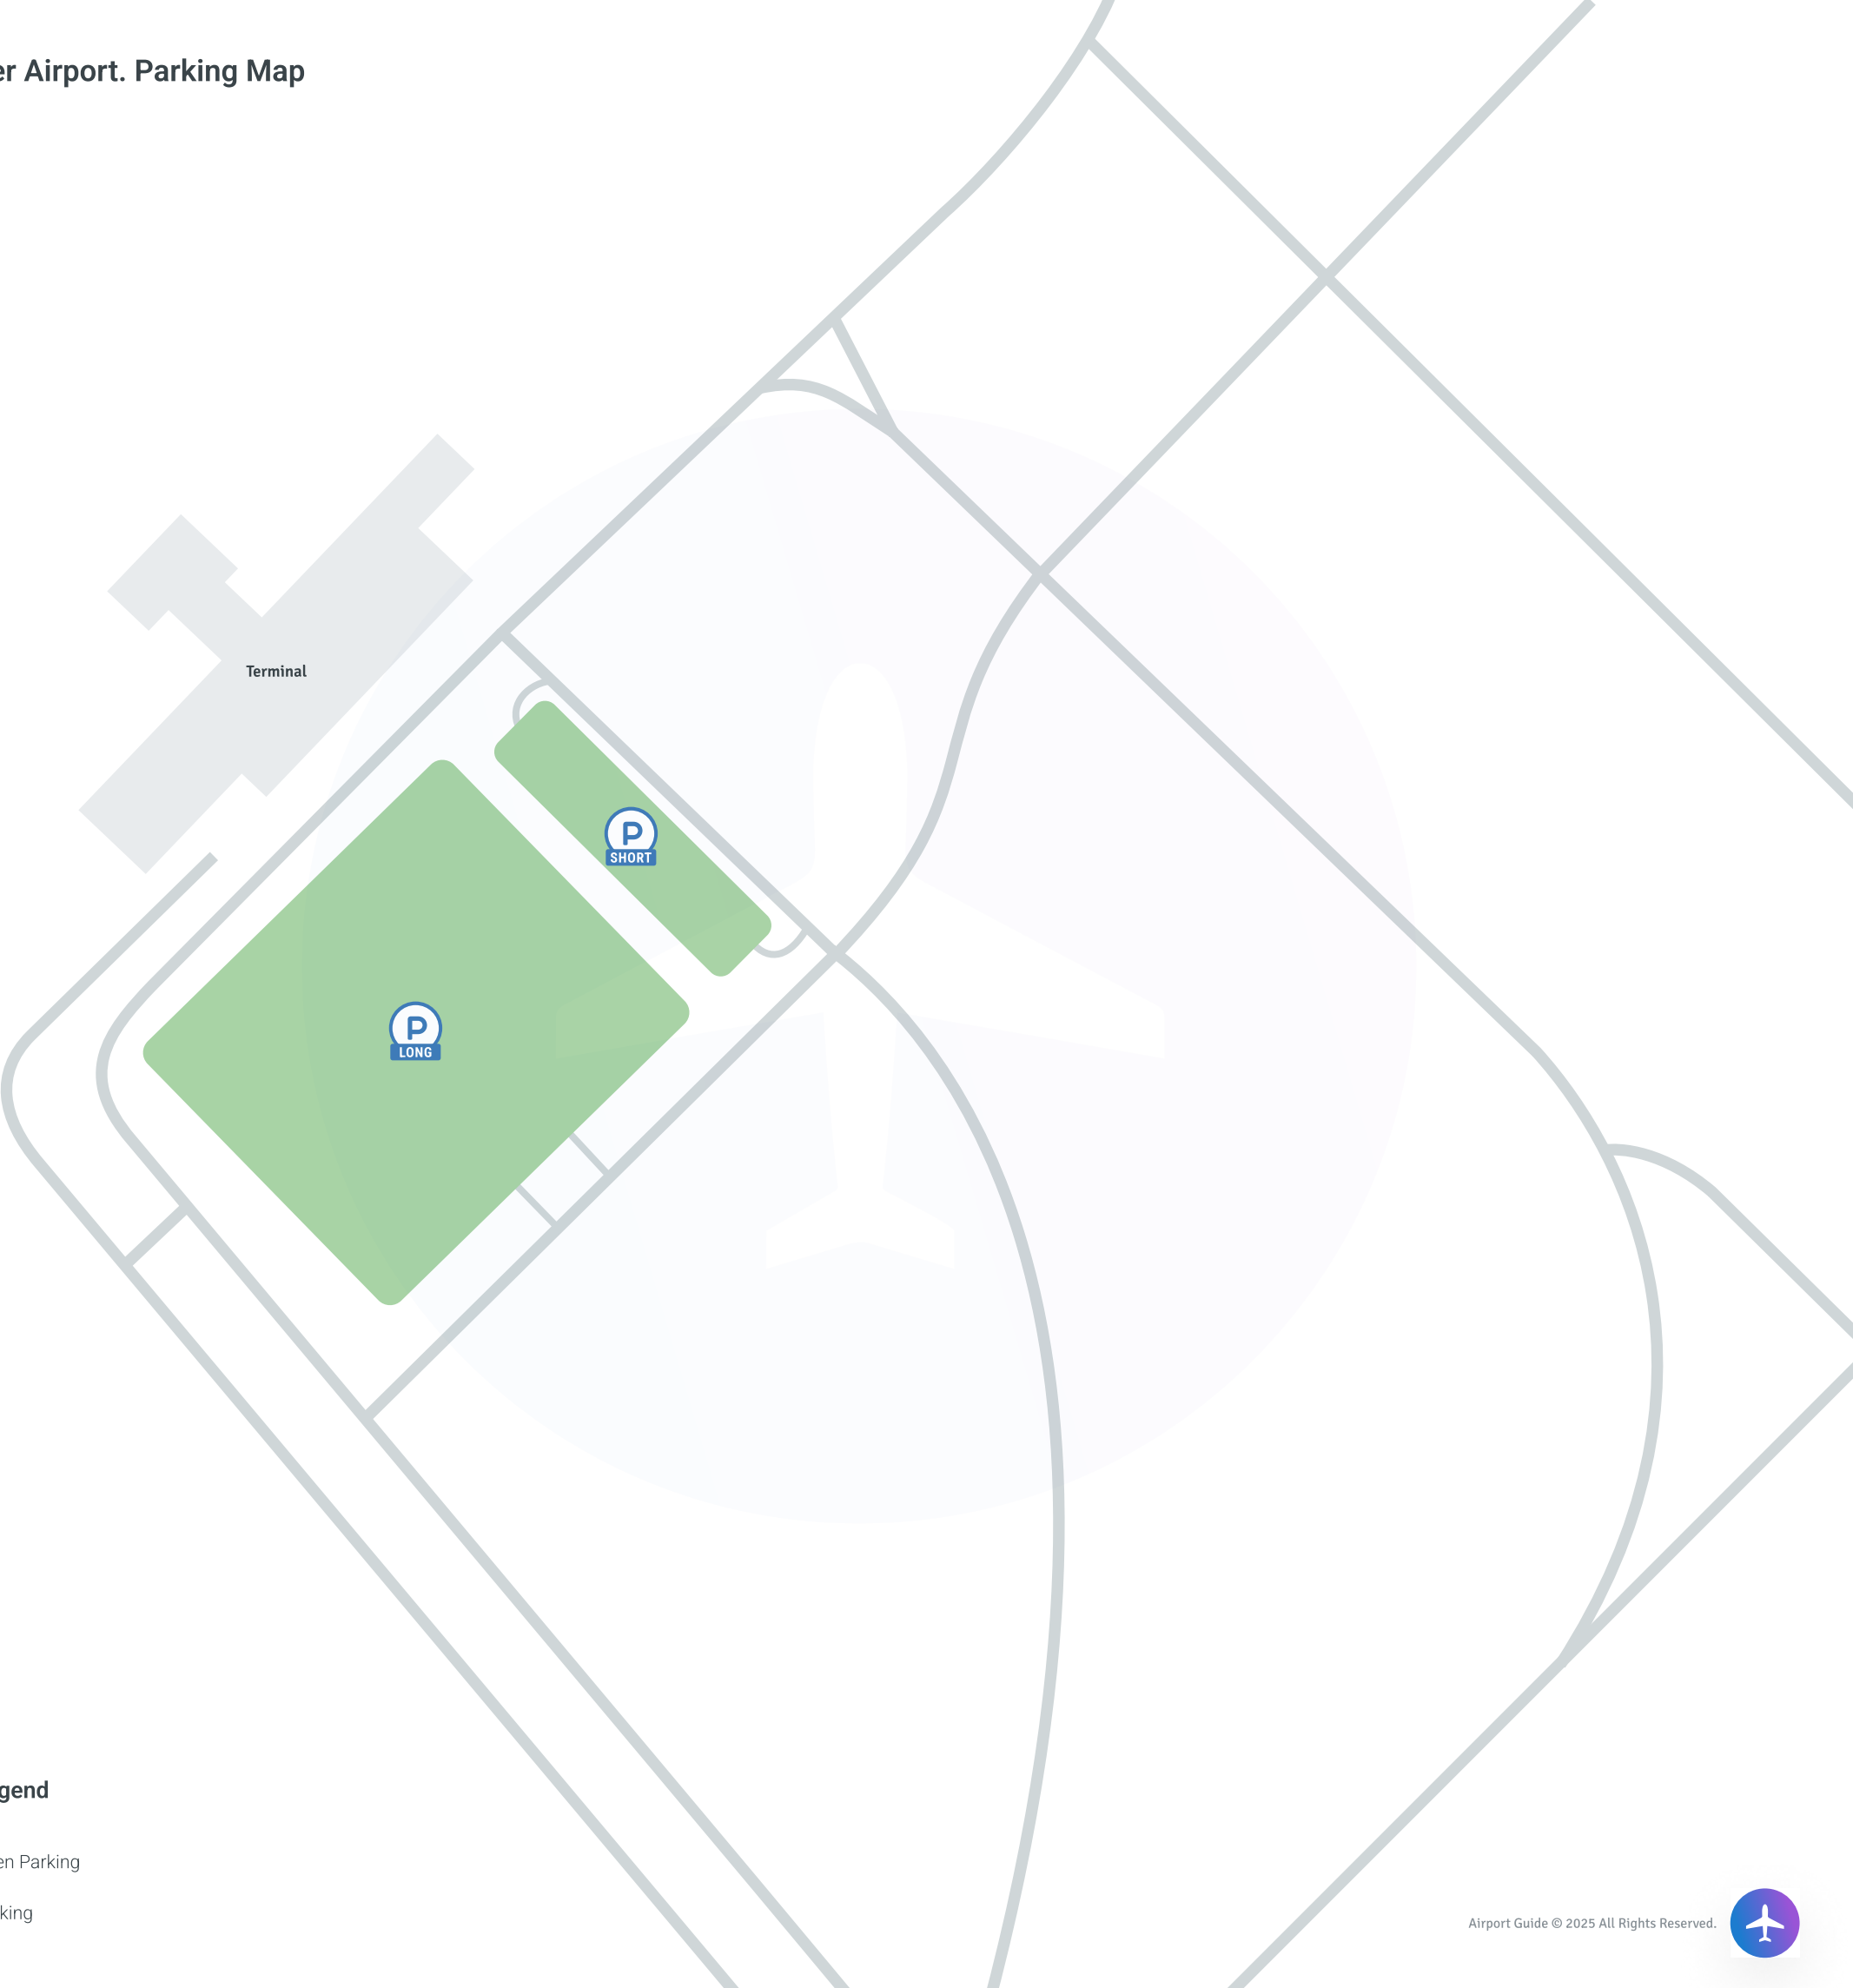 er Airport. Parking Map
Terminal
P
SHORT
P
LONG
gend
en Parking
king
Airport Guide © 2025 All Rights Reserved.